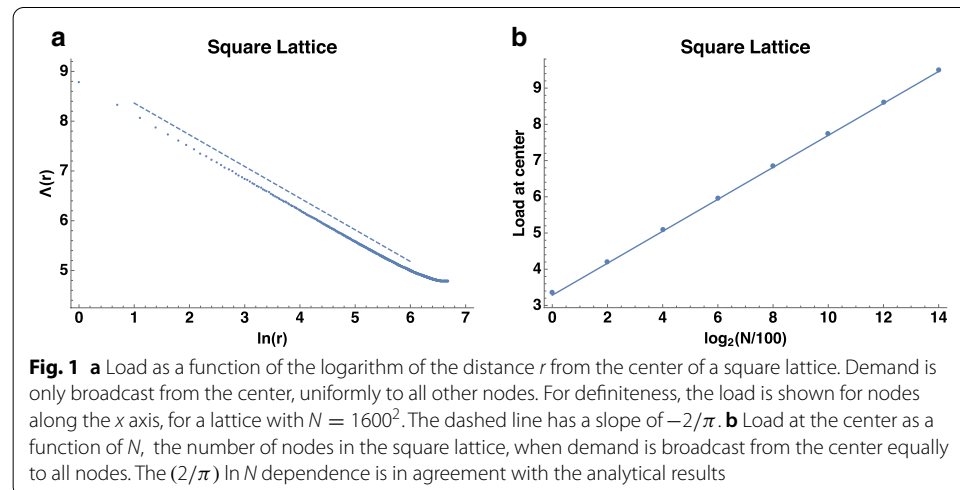 a
b
Square Lattice
Square Lattice
9
8
7
6
5
Λ(r)
0 1 2 3 4 5 6 7
ln(r)
9
8
7
6
5
4
3
Load at center
0 2 4 6 8 10 12 14
log₂(N/100)
Fig. 1 a Load as a function of the logarithm of the distance r from the center of a square lattice. Demand is
only broadcast from the center, uniformly to all other nodes. For definiteness, the load is shown for nodes
along the x axis, for a lattice with N = 1600². The dashed line has a slope of −2/π. b Load at the center as a
function of N, the number of nodes in the square lattice, when demand is broadcast from the center equally
to all nodes. The (2/π) ln N dependence is in agreement with the analytical results